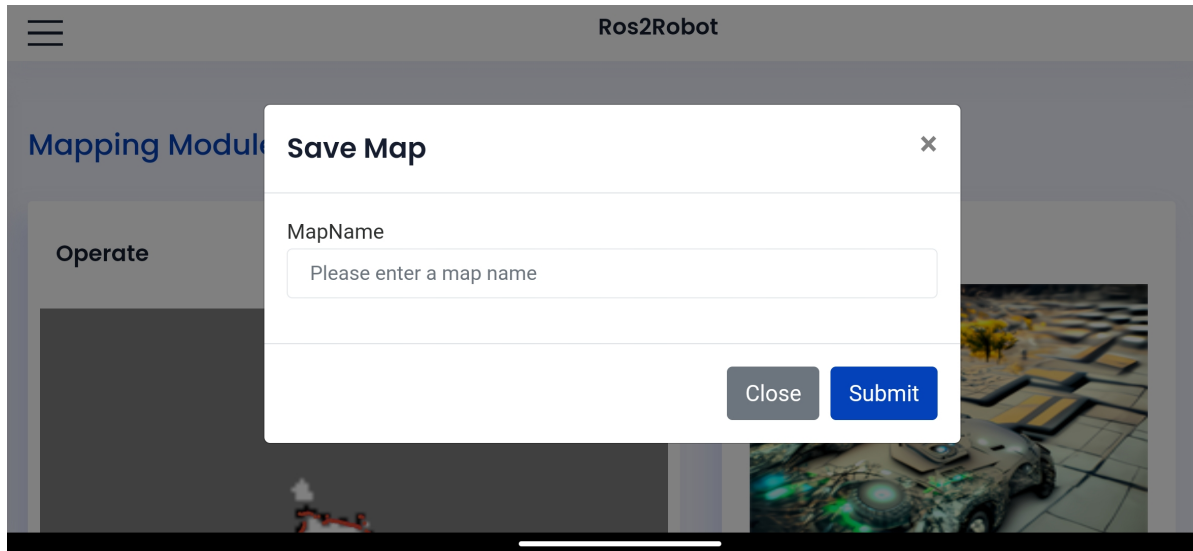 Ros2Robot
Mapping Module
Save Map
×
Operate
MapName
Please enter a map name
Close
Submit